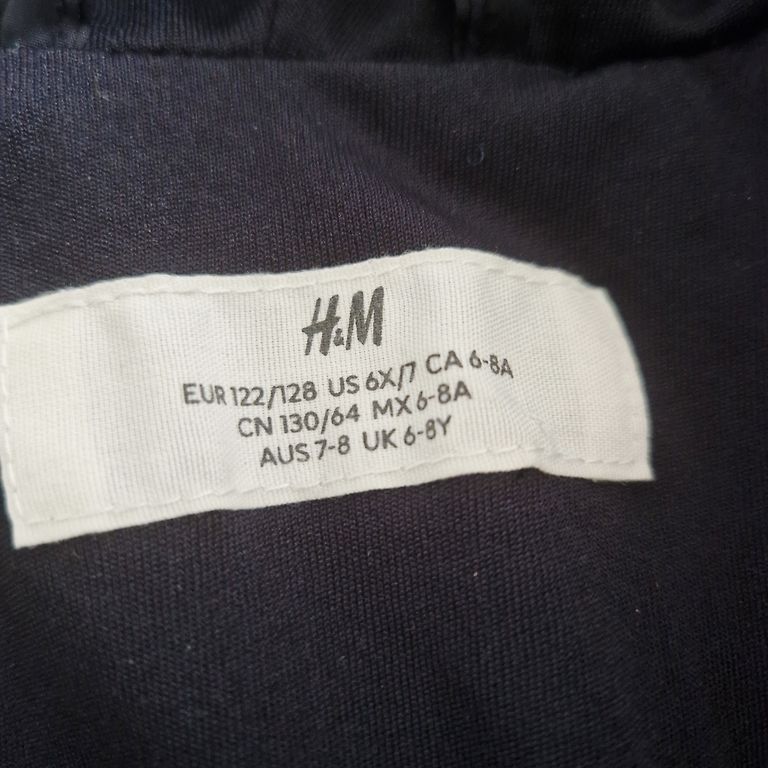 H&M
EUR 122/128 US 6X/7 CA 6-8A
CN 130/64 MX 6-8A
AUS 7-8 UK 6-8Y